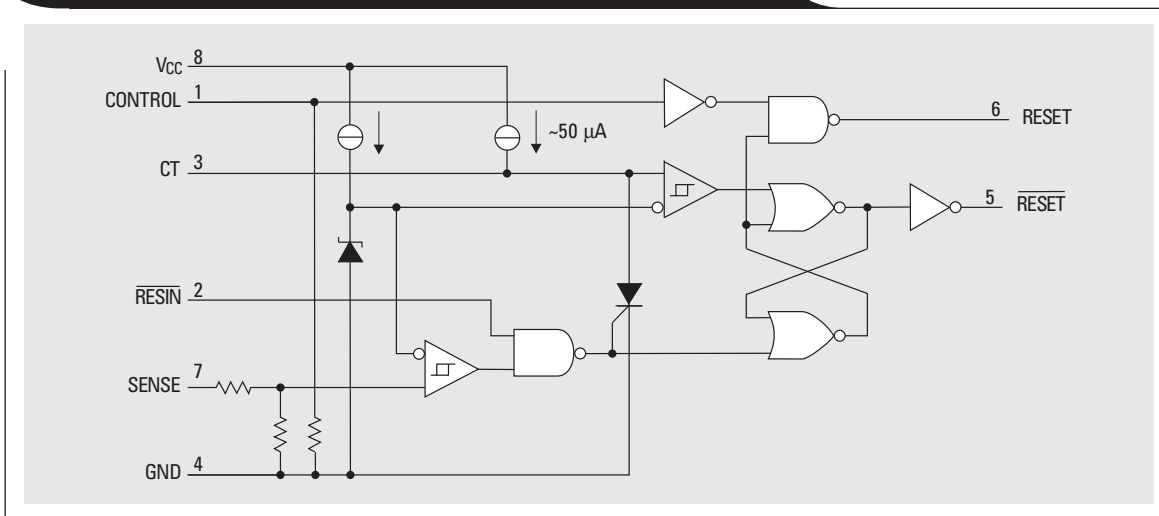 VCC 8
CONTROL 1
6 RESET
~50 µA
CT 3
5 RESET
RESIN 2
SENSE 7
GND 4